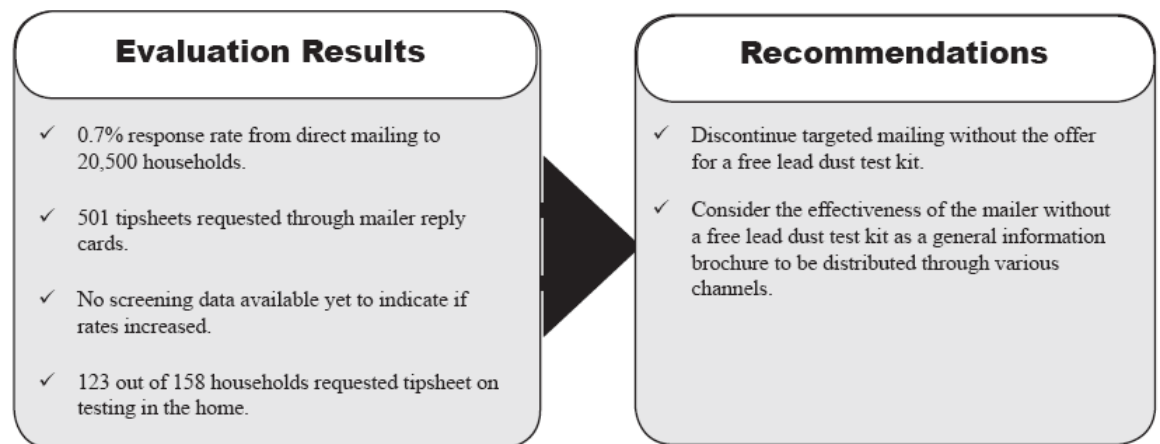 Evaluation Results
✓ 0.7% response rate from direct mailing to
20,500 households.
✓ 501 tipsheets requested through mailer reply
cards.
✓ No screening data available yet to indicate if
rates increased.
✓ 123 out of 158 households requested tipsheet on
testing in the home.
Recommendations
✓ Discontinue targeted mailing without the offer
for a free lead dust test kit.
✓ Consider the effectiveness of the mailer without
a free lead dust test kit as a general information
brochure to be distributed through various
channels.